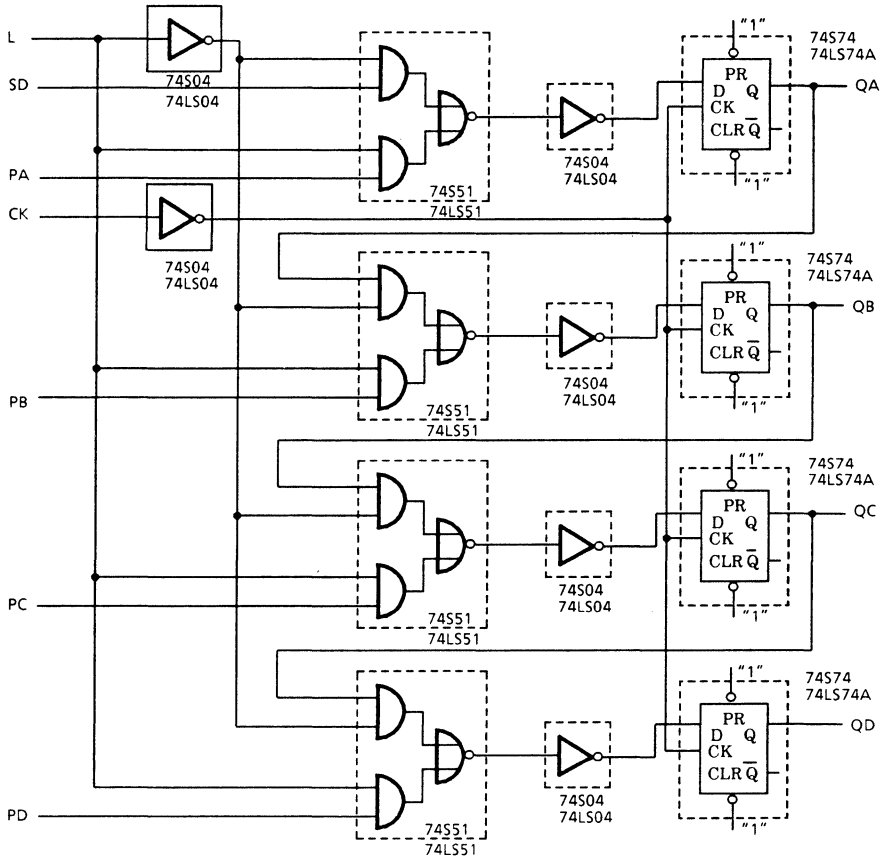 L
SD
PA
CK
PB
PC
PD
74S04
74LS04
74S04
74LS04
74S51
74LS51
74S04
74LS04
"1"
PR
D Q
CK
CLR Q̅
"1"
74S74
74LS74A
QA
74S51
74LS51
74S04
74LS04
"1"
PR
D Q
CK
CLR Q̅
"1"
74S74
74LS74A
QB
74S51
74LS51
74S04
74LS04
"1"
PR
D Q
CK
CLR Q̅
"1"
74S74
74LS74A
QC
74S51
74LS51
74S04
74LS04
"1"
PR
D Q
CK
CLR Q̅
"1"
74S74
74LS74A
QD